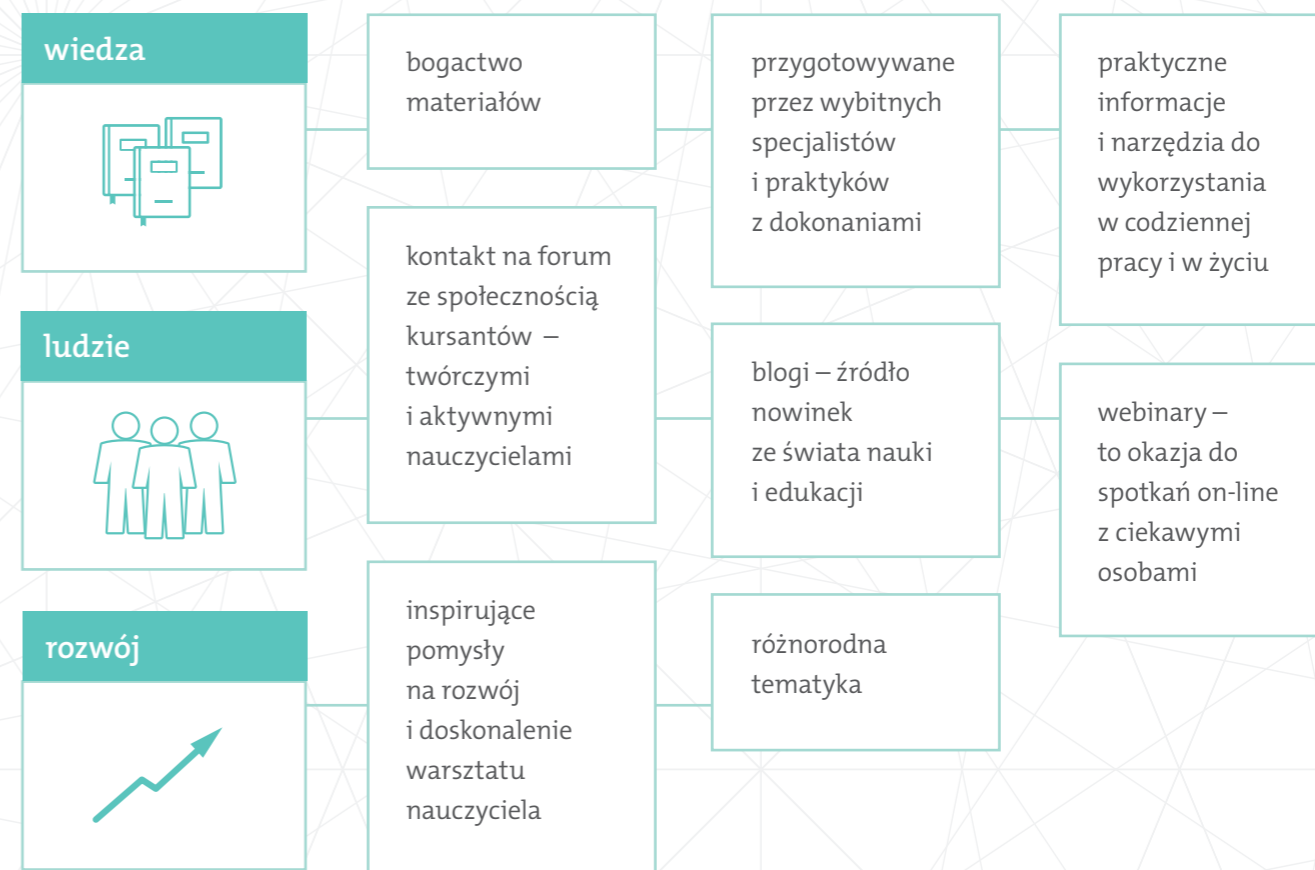 wiedza
bogactwo
materiałów
przygotowywane
przez wybitnych
specjalistów
i praktyków
z dokonaniami
praktyczne
informacje
i narzędzia do
wykorzystania
w codziennej
pracy i w życiu
ludzie
kontakt na forum
ze społecznością
kursantów –
twórczymi
i aktywnymi
nauczycielami
blogi – źródło
nowinek
ze świata nauki
i edukacji
webinary –
to okazja do
spotkań on-line
z ciekawymi
osobami
rozwój
inspirujące
pomysły
na rozwój
i doskonalenie
warsztatu
nauczyciela
różnorodna
tematyka